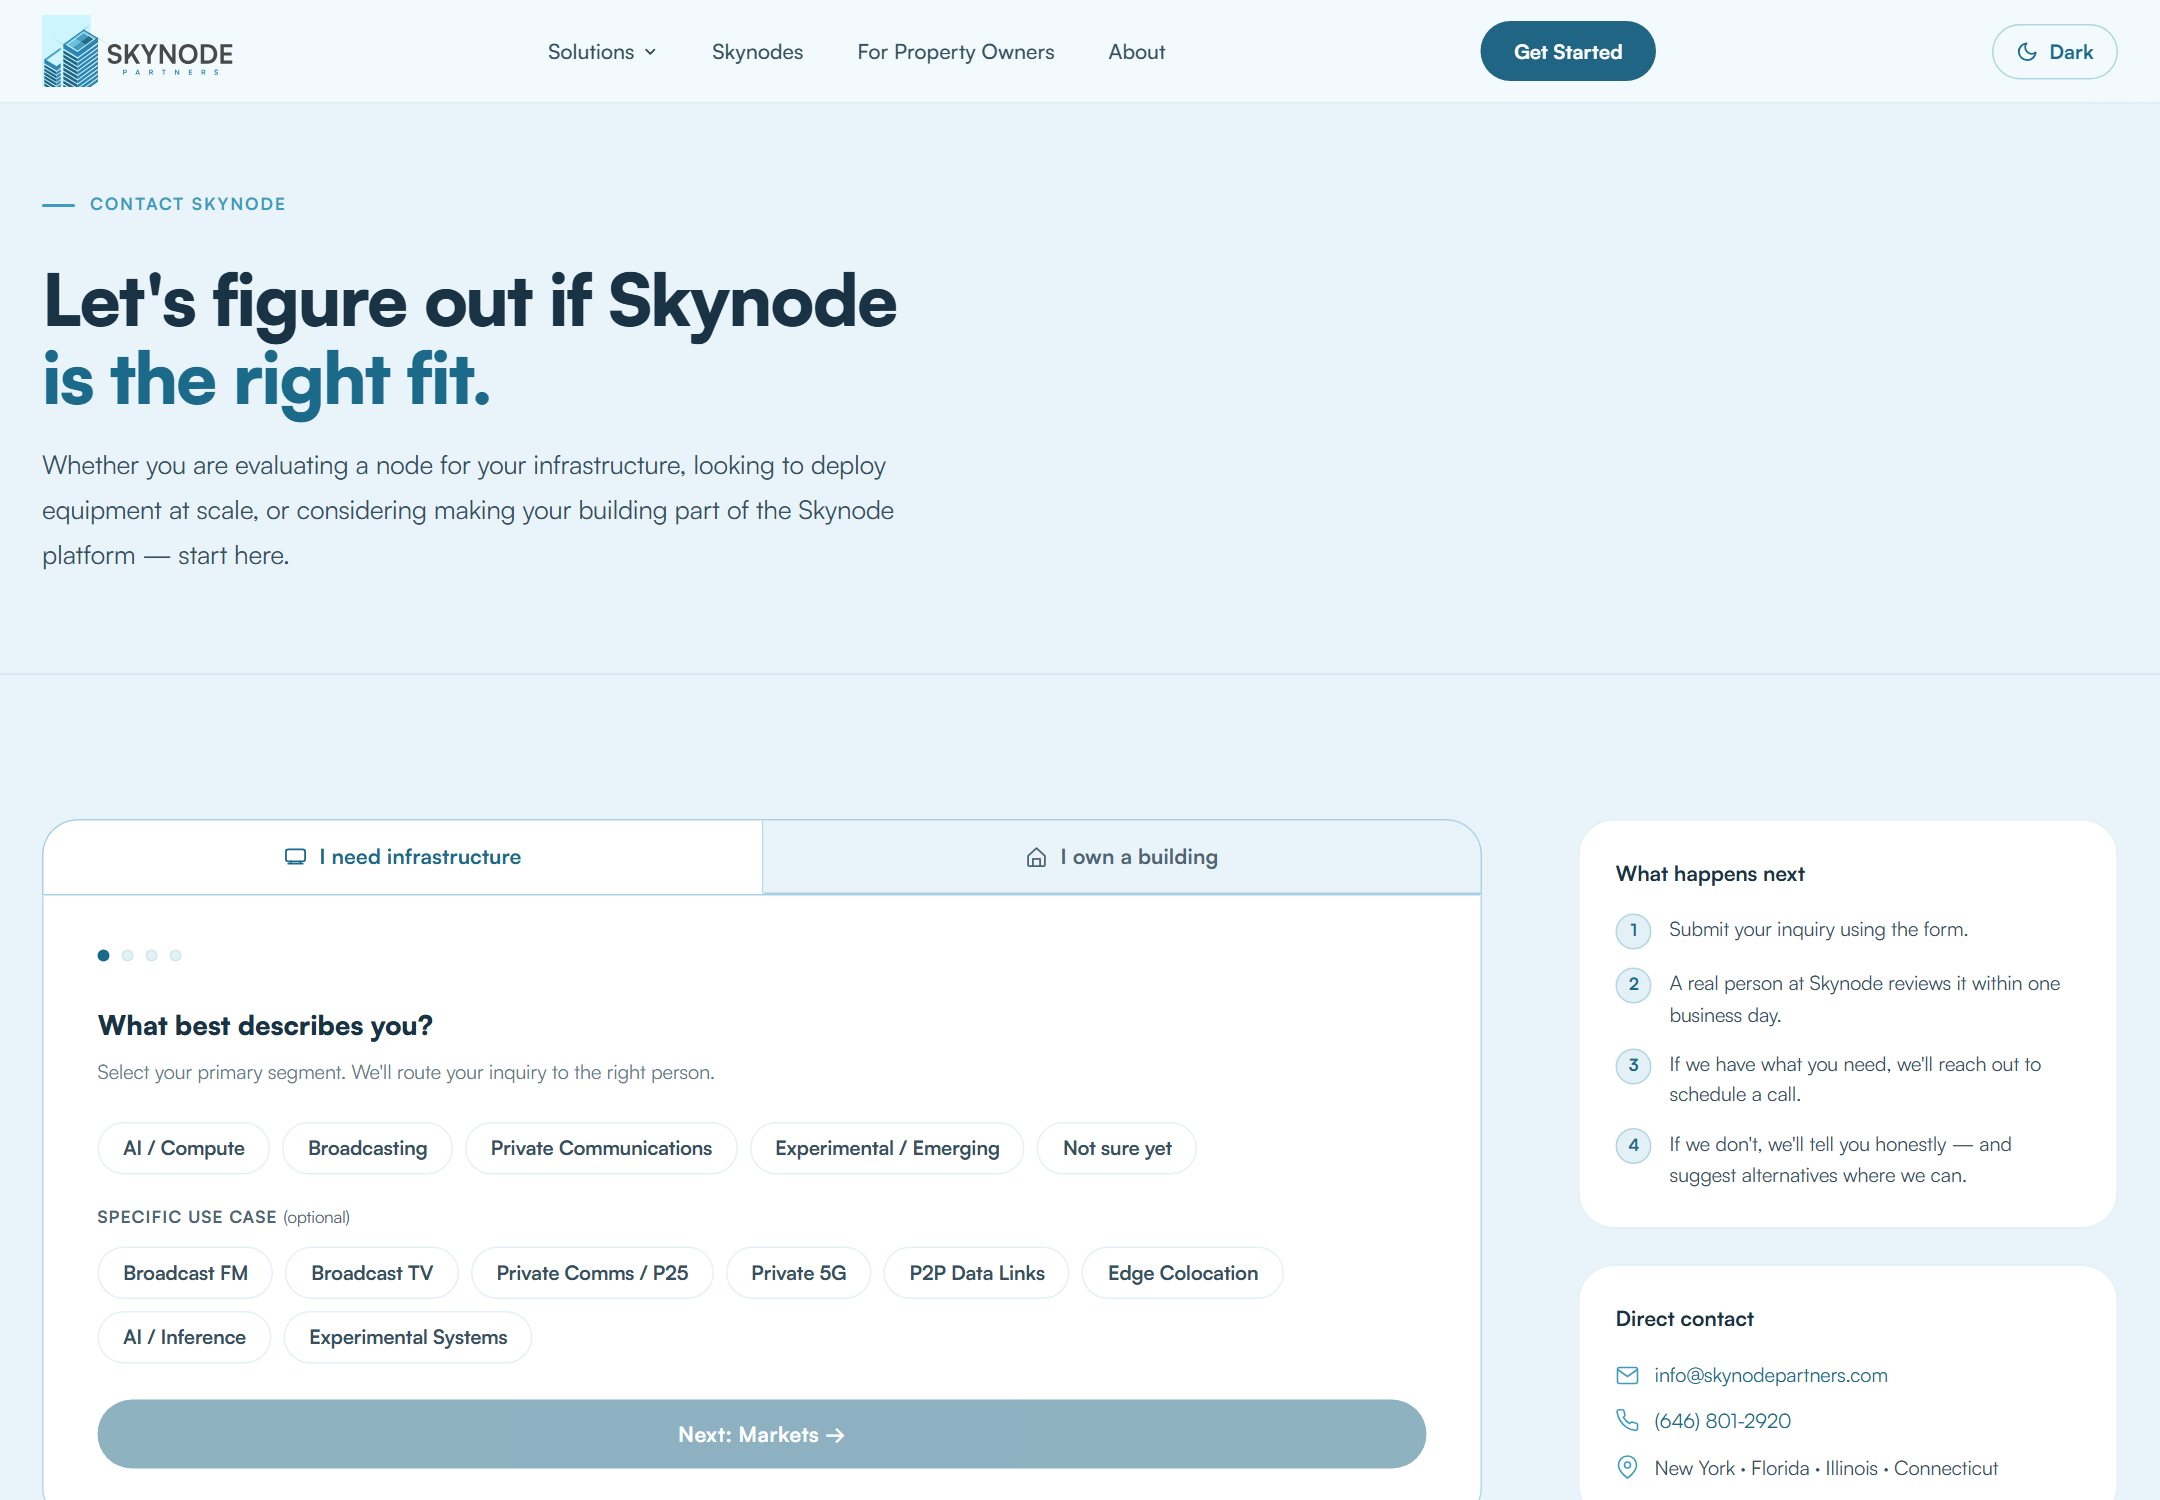 SKYNODE
PARTNERS
Solutions
Skynodes
For Property Owners
About
Get Started
Dark
CONTACT SKYNODE
Let's figure out if Skynode
is the right fit.
Whether you are evaluating a node for your infrastructure, looking to deploy
equipment at scale, or considering making your building part of the Skynode
platform — start here.
I need infrastructure
I own a building
What best describes you?
Select your primary segment. We'll route your inquiry to the right person.
AI / Compute
Broadcasting
Private Communications
Experimental / Emerging
Not sure yet
SPECIFIC USE CASE (optional)
Broadcast FM
Broadcast TV
Private Comms / P25
Private 5G
P2P Data Links
Edge Colocation
AI / Inference
Experimental Systems
Next: Markets →
What happens next
1 Submit your inquiry using the form.
2 A real person at Skynode reviews it within one
business day.
3 If we have what you need, we'll reach out to
schedule a call.
4 If we don't, we'll tell you honestly — and
suggest alternatives where we can.
Direct contact
info@skynodepartners.com
(646) 801-2920
New York • Florida • Illinois • Connecticut